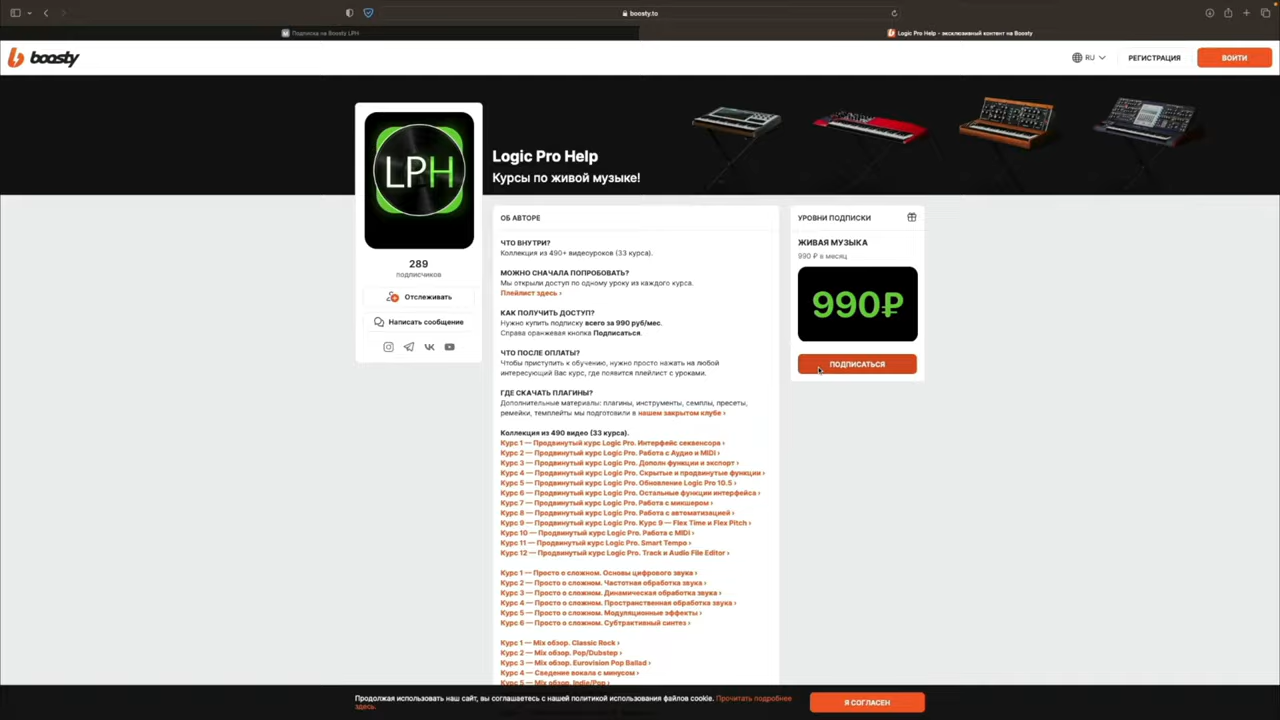 boosty.to
Подписка на Boosty LPH
Logic Pro Help - эксклюзивный контент на Boosty
boosty
RU
РЕГИСТРАЦИЯ
ВОЙТИ
LPH
Logic Pro Help
Курсы по живой музыке!
289
подписчиков
Отслеживать
Написать сообщение
ОБ АВТОРЕ
ЧТО ВНУТРИ?
Коллекция из 490+ видеоуроков (33 курса).
МОЖНО СНАЧАЛА ПОПРОБОВАТЬ?
Мы открыли доступ по одному уроку из каждого курса.
Плейлист здесь ›
КАК ПОЛУЧИТЬ ДОСТУП?
Нужно купить подписку всего за 990 руб/мес.
Справа оранжевая кнопка Подписаться.
ЧТО ПОСЛЕ ОПЛАТЫ?
Чтобы приступить к обучению, нужно просто нажать на любой
интересующий Вас курс, где появится плейлист с уроками.
ГДЕ СКАЧАТЬ ПЛАГИНЫ?
Дополнительные материалы: плагины, инструменты, семплы, пресеты,
ремейки, темплейты мы подготовили в нашем закрытом клубе ›
Коллекция из 490 видео (33 курса).
Курс 1 — Продвинутый курс Logic Pro. Интерфейс секвенсора ›
Курс 2 — Продвинутый курс Logic Pro. Работа с Аудио и MIDI ›
Курс 3 — Продвинутый курс Logic Pro. Дополн функции и экспорт ›
Курс 4 — Продвинутый курс Logic Pro. Скрытые и продвинутые функции ›
Курс 5 — Продвинутый курс Logic Pro. Обновление Logic Pro 10.5 ›
Курс 6 — Продвинутый курс Logic Pro. Остальные функции интерфейса ›
Курс 7 — Продвинутый курс Logic Pro. Работа с микшером ›
Курс 8 — Продвинутый курс Logic Pro. Работа с автоматизацией ›
Курс 9 — Продвинутый курс Logic Pro. Курс 9 — Flex Time и Flex Pitch ›
Курс 10 — Продвинутый курс Logic Pro. Работа с MIDI ›
Курс 11 — Продвинутый курс Logic Pro. Smart Tempo ›
Курс 12 — Продвинутый курс Logic Pro. Track и Audio File Editor ›
Курс 1 — Просто о сложном. Основы цифрового звука ›
Курс 2 — Просто о сложном. Частотная обработка звука ›
Курс 3 — Просто о сложном. Динамическая обработка звука ›
Курс 4 — Просто о сложном. Пространственная обработка звука ›
Курс 5 — Просто о сложном. Модуляционные эффекты ›
Курс 6 — Просто о сложном. Субтрактивный синтез ›
Курс 1 — Mix обзор. Classic Rock ›
Курс 2 — Mix обзор. Pop/Dubstep ›
Курс 3 — Mix обзор. Eurovision Pop Ballad ›
Курс 4 — Сведение вокала с минусом ›
Курс 5 — Mix обзор. Indie/Pop ›
УРОВНИ ПОДПИСКИ
ЖИВАЯ МУЗЫКА
990 ₽ в месяц
990₽
ПОДПИСАТЬСЯ
Продолжая использовать наш сайт, вы соглашаетесь с нашей политикой использования файлов cookie. Прочитать подробнее
здесь.
Я СОГЛАСЕН